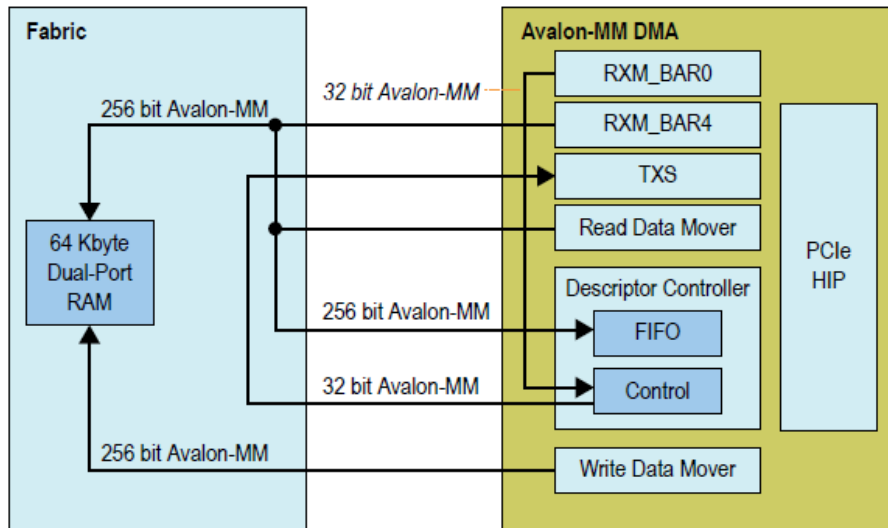 Fabric
Avalon-MM DMA
RXM_BAR0
32 bit Avalon-MM
256 bit Avalon-MM
RXM_BAR4
TXS
Read Data Mover
64 Kbyte
Dual-Port
RAM
PCIe
HIP
Descriptor Controller
256 bit Avalon-MM
FIFO
32 bit Avalon-MM
Control
256 bit Avalon-MM
Write Data Mover